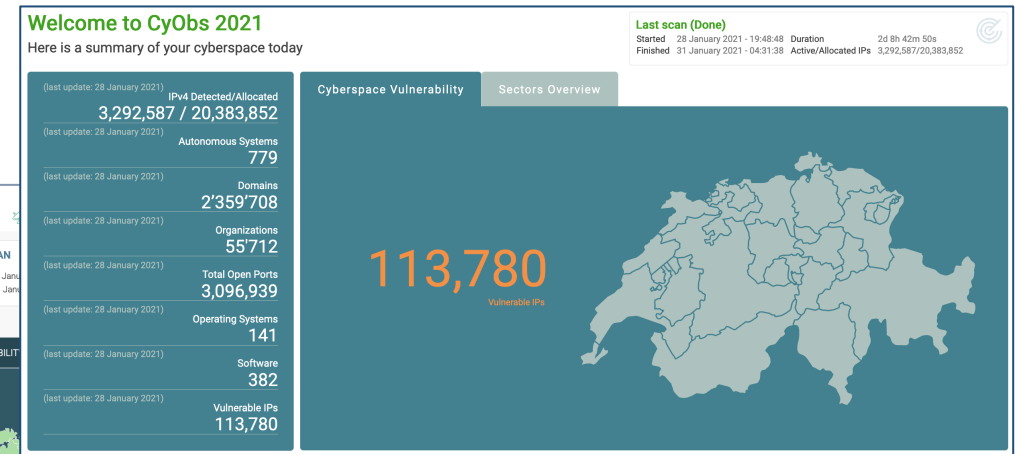 Welcome to CyObs 2021
Here is a summary of your cyberspace today
Last scan (Done)
Started 28 January 2021 - 19:48:48 Duration 2d 8h 42m 50s
Finished 31 January 2021 - 04:31:38 Active/Allocated IPs 3,292,587/20,383,852
(last update: 28 January 2021)
IPv4 Detected/Allocated
3,292,587 / 20,383,852
(last update: 28 January 2021)
Autonomous Systems
779
(last update: 28 January 2021)
Domains
2'359'708
(last update: 28 January 2021)
Organizations
55'712
(last update: 28 January 2021)
Total Open Ports
3,096,939
(last update: 28 January 2021)
Operating Systems
141
(last update: 28 January 2021)
Software
382
(last update: 28 January 2021)
Vulnerable IPs
113,780
Cyberspace Vulnerability Sectors Overview
113,780
Vulnerable IPs